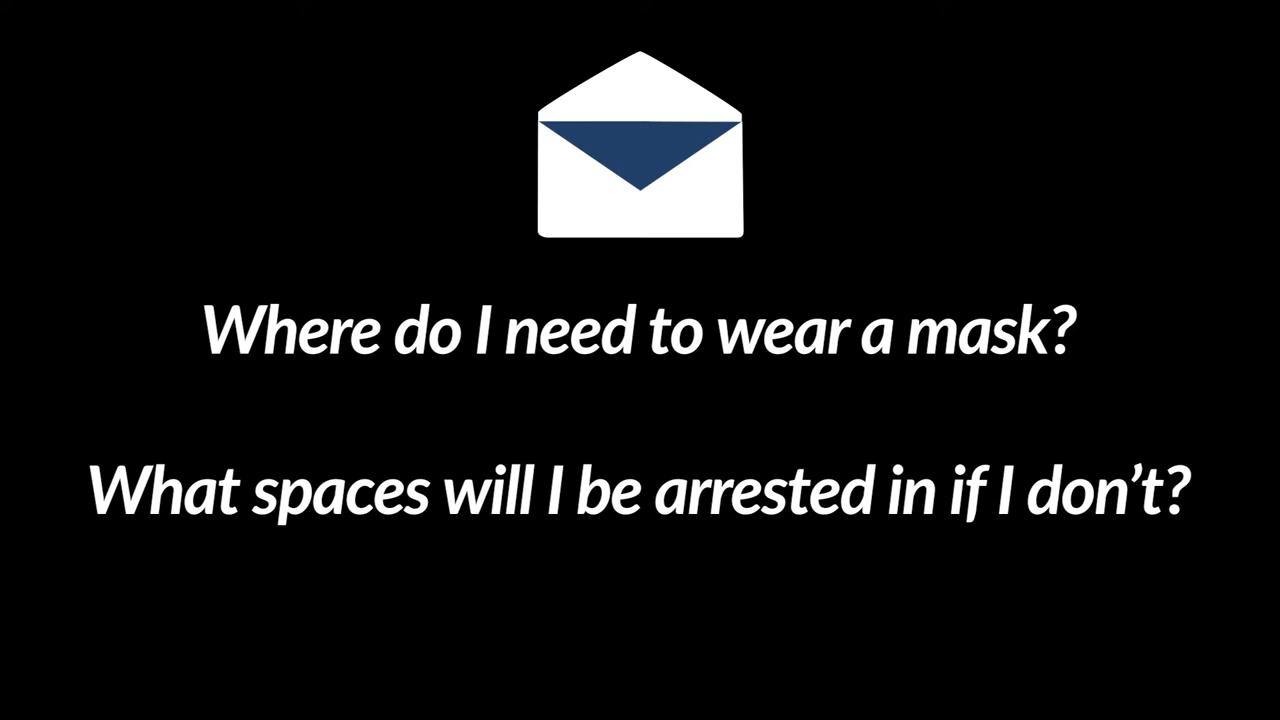 Where do I need to wear a mask?
What spaces will I be arrested in if I don’t?